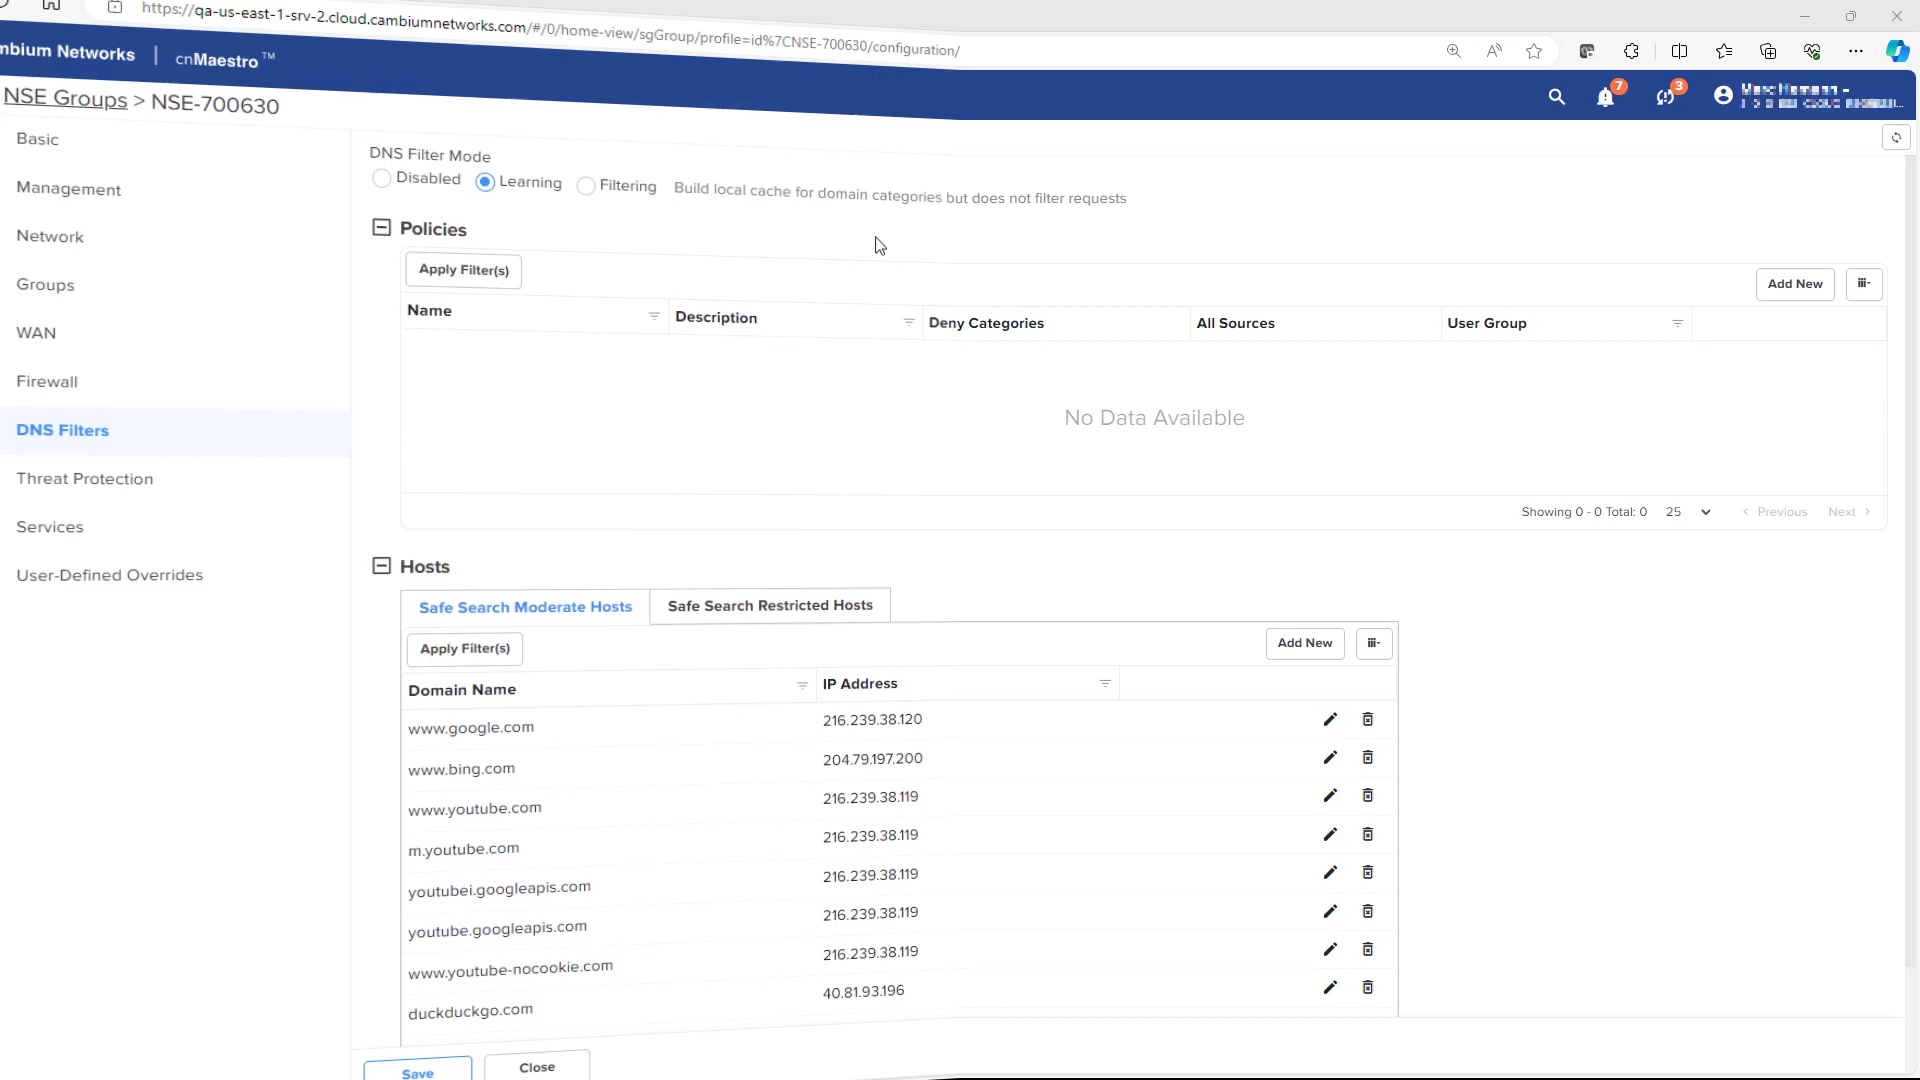 https://qa-us-east-1-srv-2.cloud.cambiumnetworks.com/#/0/home-view/sgGroup/profile=id%7CNSE-700630/configuration/
mbium Networks | cnMaestro™
7
3
NSE Groups > NSE-700630
Basic
Management
Network
Groups
WAN
Firewall
DNS Filters
Threat Protection
Services
User-Defined Overrides
DNS Filter Mode
Disabled Learning Filtering Build local cache for domain categories but does not filter requests
Policies
Apply Filter(s) Add New
Name Description Deny Categories All Sources User Group
No Data Available
Showing 0 - 0 Total: 0 25 < Previous Next >
Hosts
Safe Search Moderate Hosts Safe Search Restricted Hosts
Apply Filter(s) Add New
Domain Name IP Address
www.google.com 216.239.38.120
www.bing.com 204.79.197.200
www.youtube.com 216.239.38.119
m.youtube.com 216.239.38.119
youtubei.googleapis.com 216.239.38.119
youtube.googleapis.com 216.239.38.119
www.youtube-nocookie.com 216.239.38.119
duckduckgo.com 40.81.93.196
Save Close